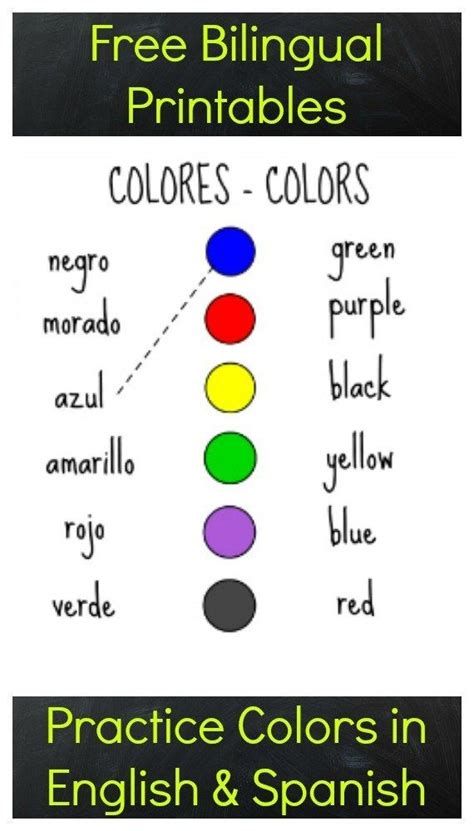 Free Bilingual
Printables
COLORES - COLORS
negro green
morado purple
azul black
amarillo yellow
rojo blue
verde red
Practice Colors in
English & Spanish